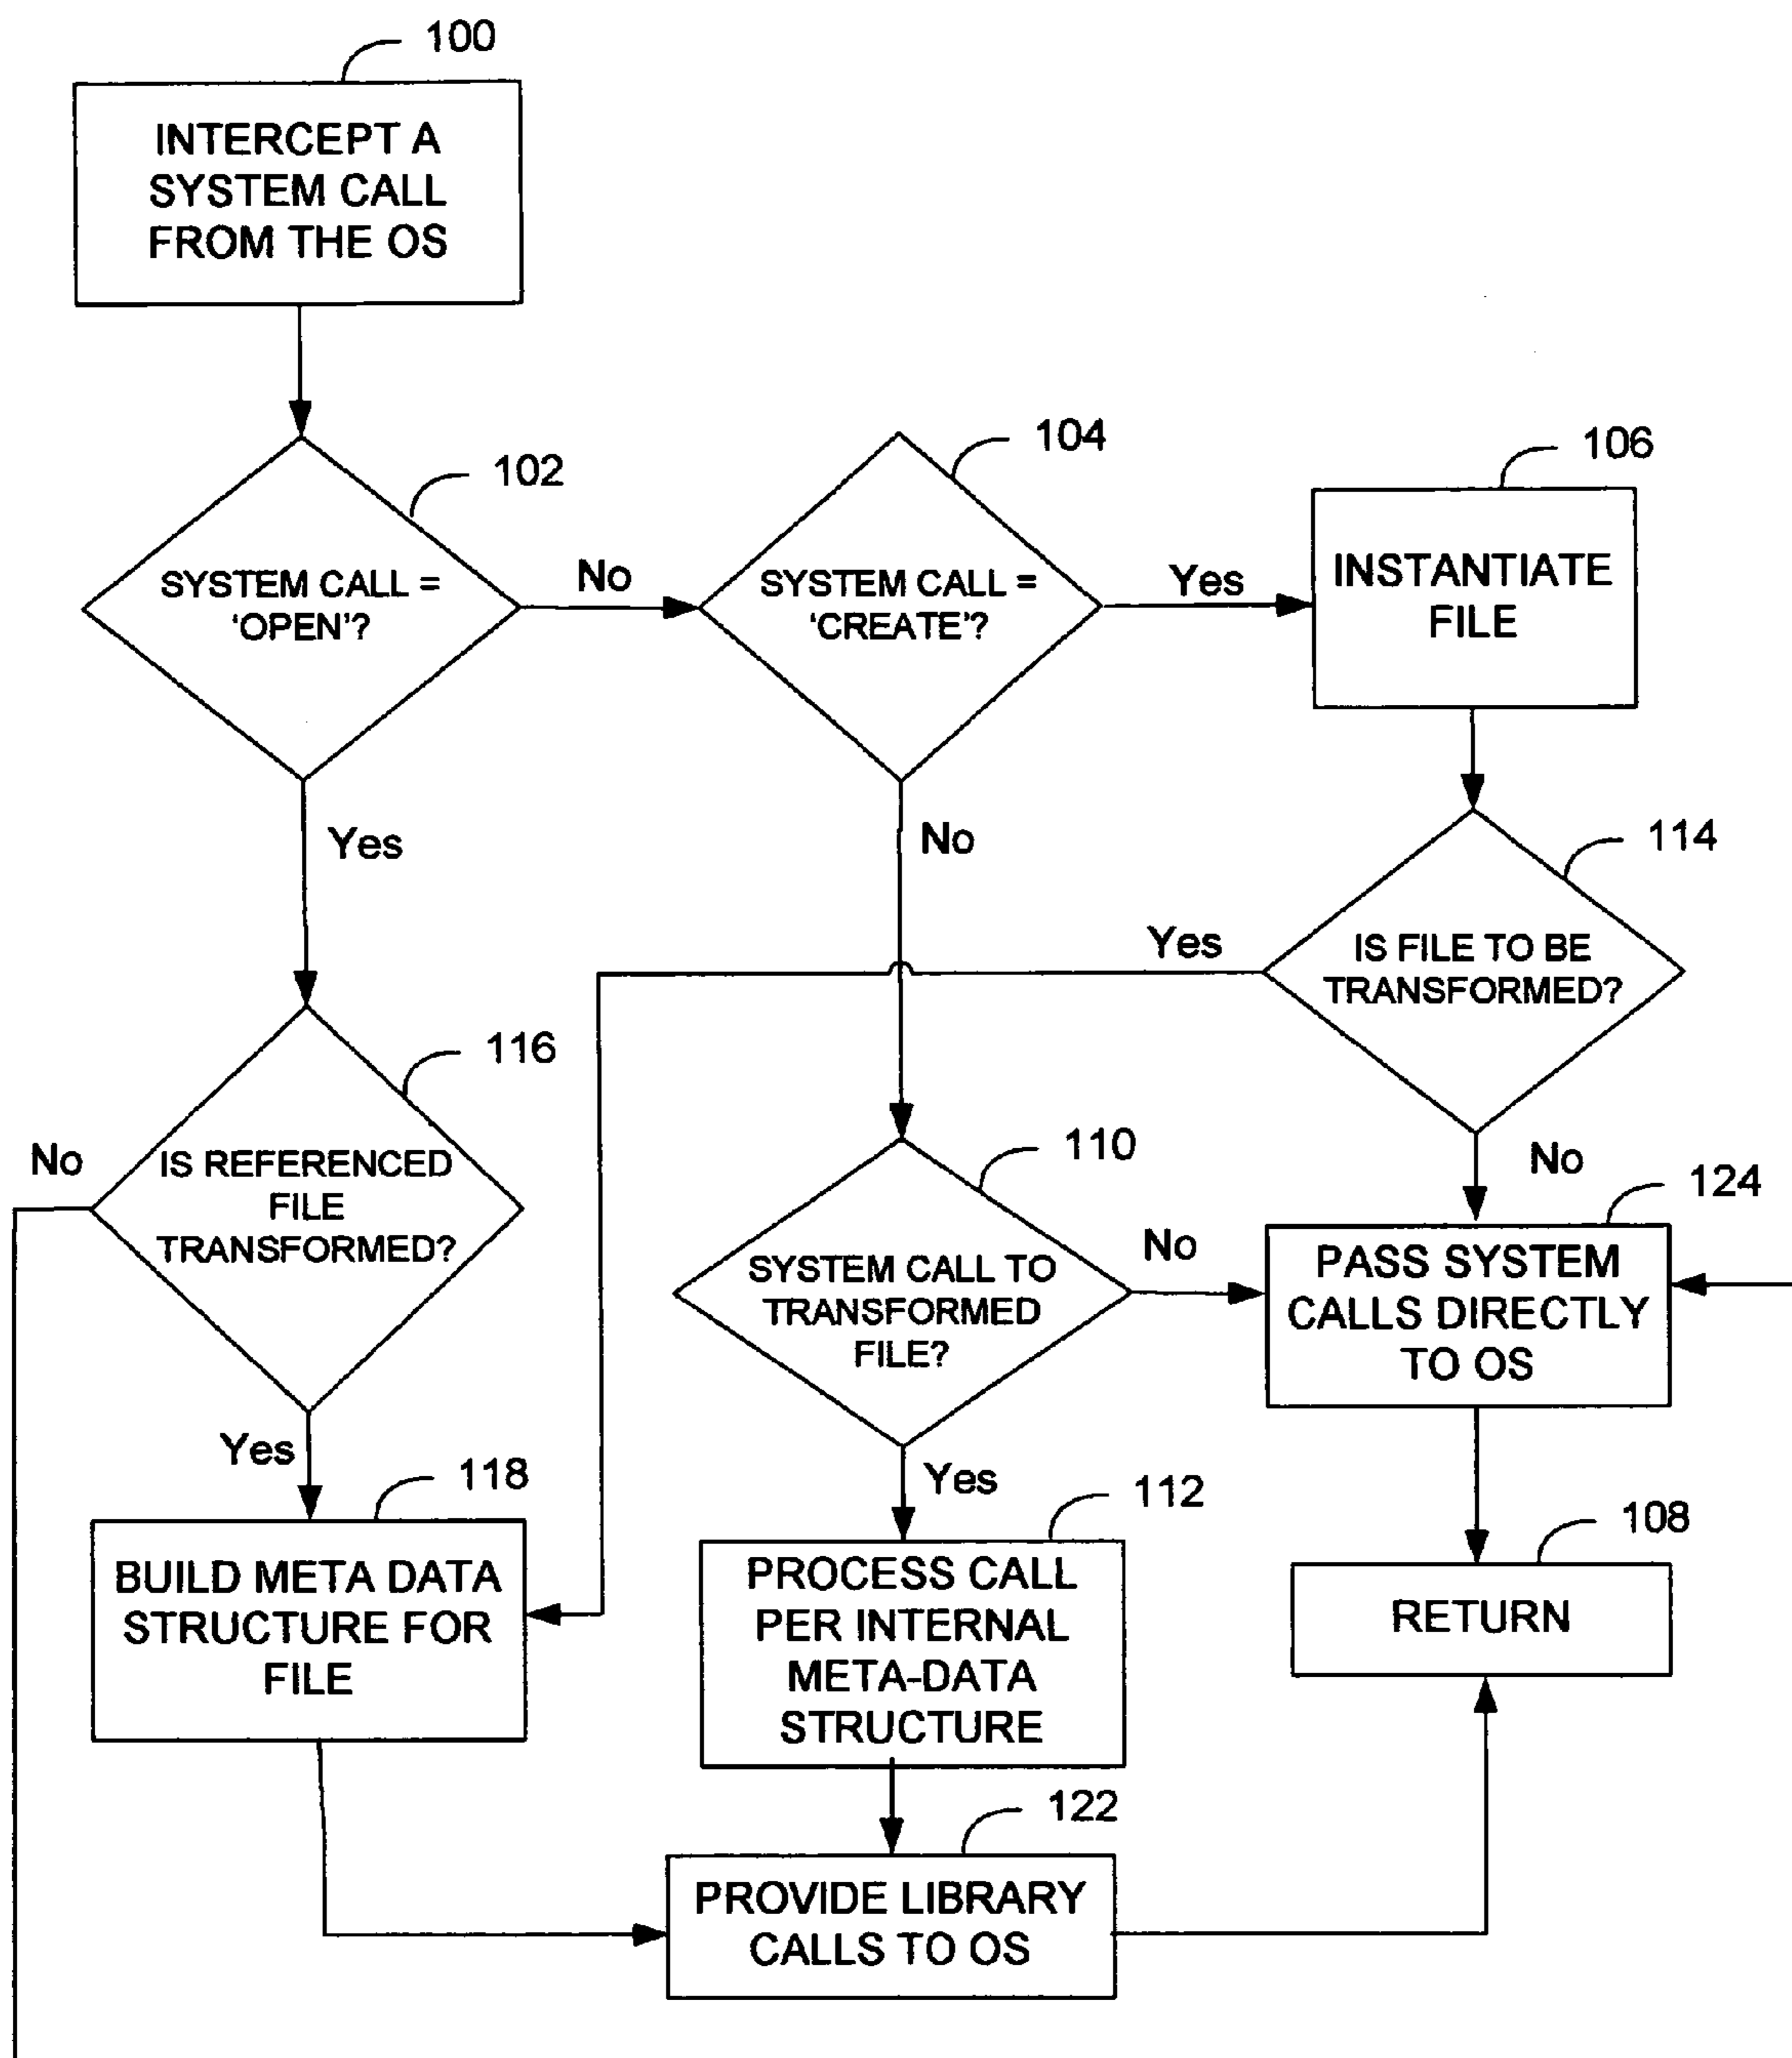 100
INTERCEPT A
SYSTEM CALL
FROM THE OS
102
SYSTEM CALL =
'OPEN'?
No
104
SYSTEM CALL =
'CREATE'?
Yes
106
INSTANTIATE
FILE
Yes
No
114
IS FILE TO BE
TRANSFORMED?
Yes
No
116
IS REFERENCED
FILE
TRANSFORMED?
No
Yes
110
SYSTEM CALL TO
TRANSFORMED
FILE?
No
Yes
124
PASS SYSTEM
CALLS DIRECTLY
TO OS
118
BUILD META DATA
STRUCTURE FOR
FILE
112
PROCESS CALL
PER INTERNAL
META-DATA
STRUCTURE
108
RETURN
122
PROVIDE LIBRARY
CALLS TO OS